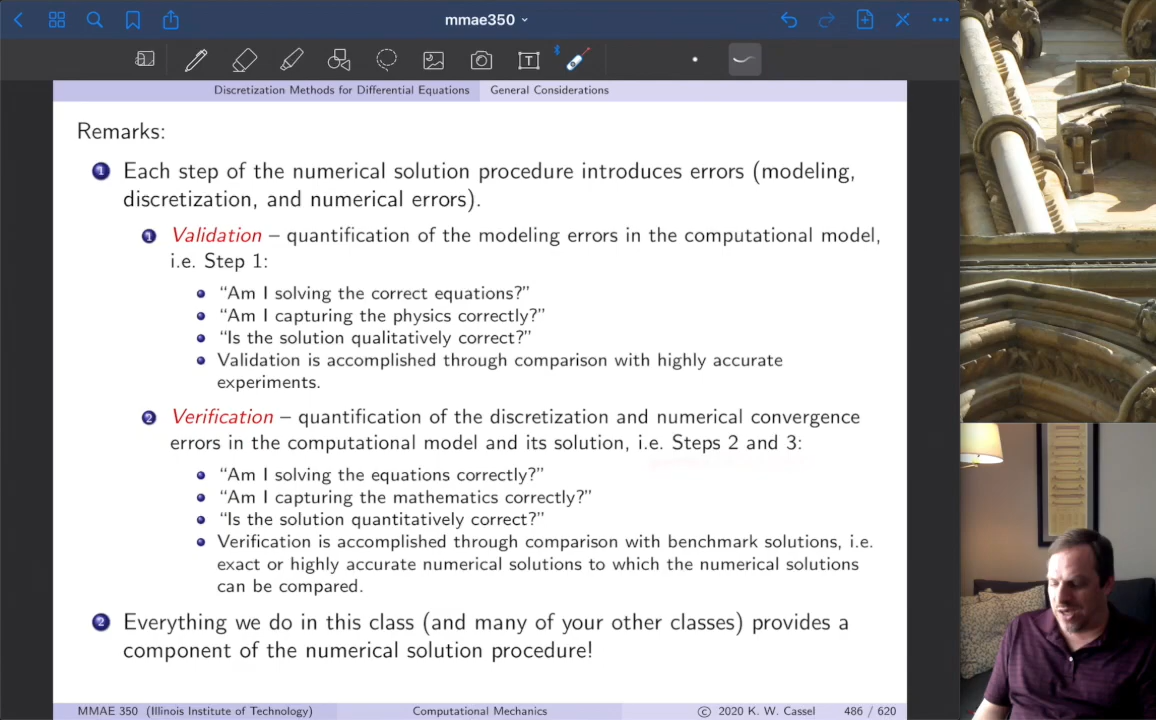 mmae350
T
Discretization Methods for Differential Equations General Considerations
Remarks:
1 Each step of the numerical solution procedure introduces errors (modeling,
discretization, and numerical errors).
1 Validation – quantification of the modeling errors in the computational model,
i.e. Step 1:
• “Am I solving the correct equations?”
• “Am I capturing the physics correctly?”
• “Is the solution qualitatively correct?”
• Validation is accomplished through comparison with highly accurate
experiments.
2 Verification – quantification of the discretization and numerical convergence
errors in the computational model and its solution, i.e. Steps 2 and 3:
• “Am I solving the equations correctly?”
• “Am I capturing the mathematics correctly?”
• “Is the solution quantitatively correct?”
• Verification is accomplished through comparison with benchmark solutions, i.e.
exact or highly accurate numerical solutions to which the numerical solutions
can be compared.
2 Everything we do in this class (and many of your other classes) provides a
component of the numerical solution procedure!
MMAE 350 (Illinois Institute of Technology) Computational Mechanics © 2020 K. W. Cassel 486 / 620